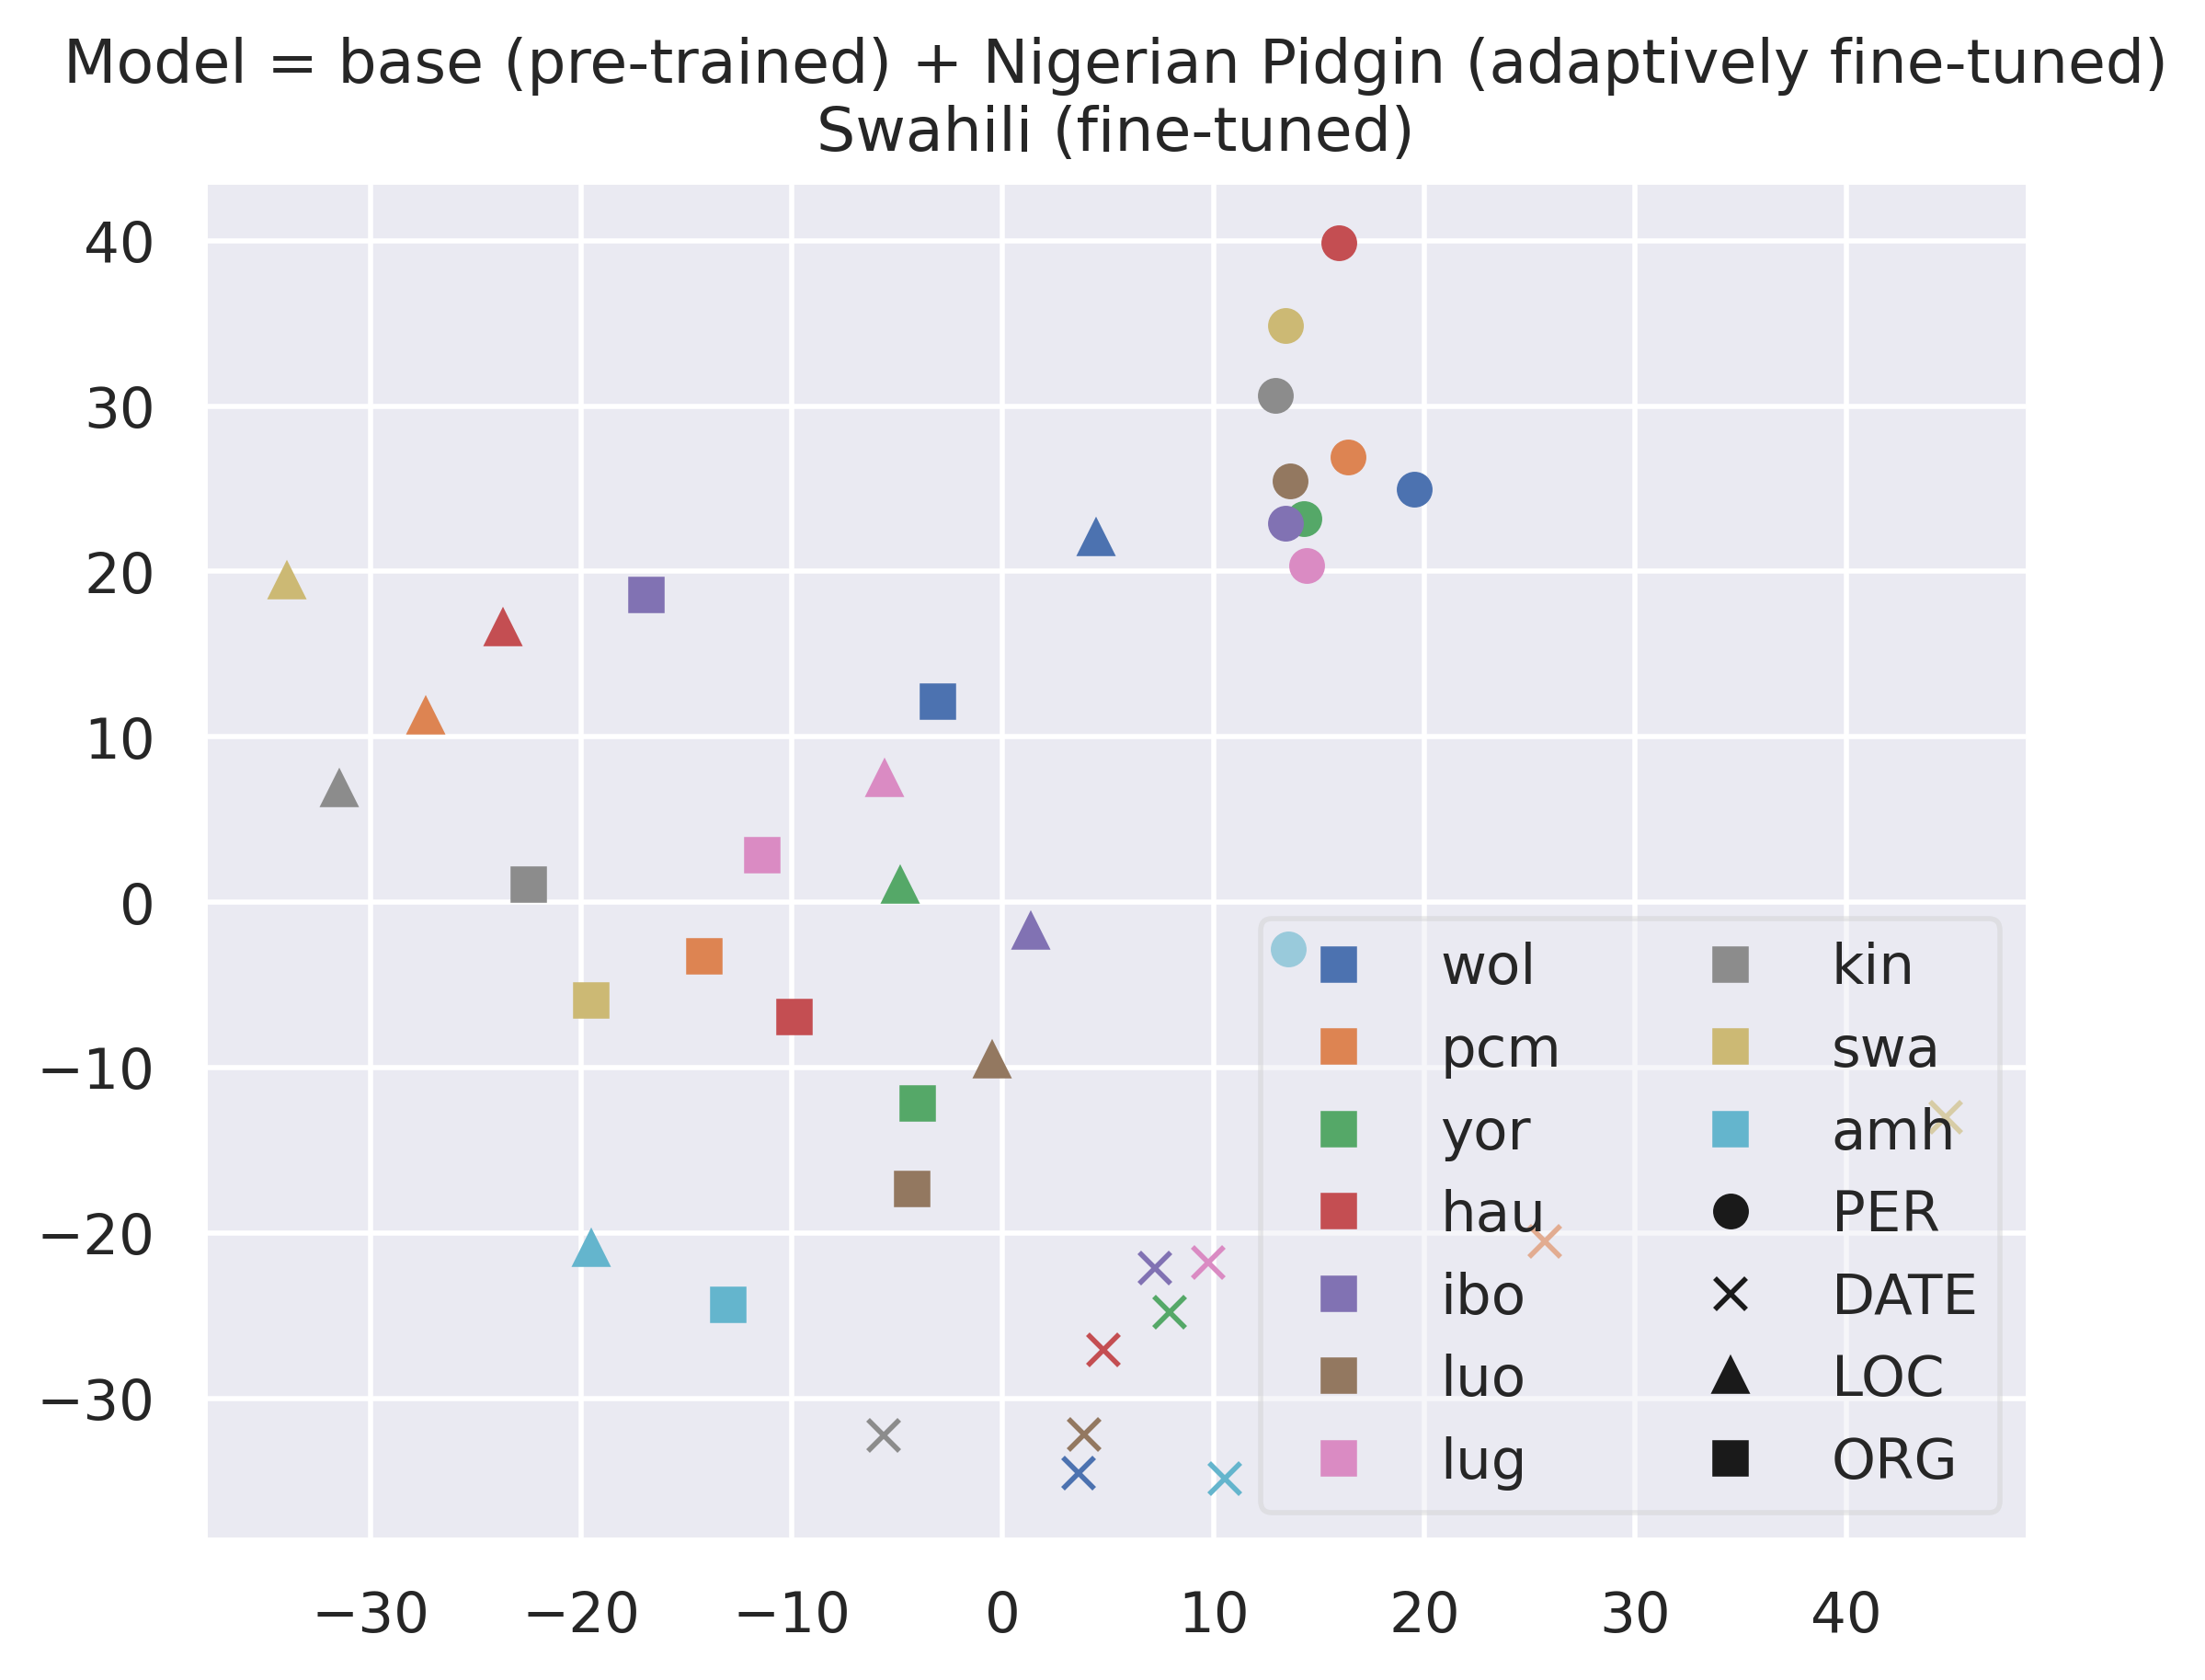 Model = base (pre-trained) + Nigerian Pidgin (adaptively fine-tuned)
Swahili (fine-tuned)
40
30
20
10
0
−10
−20
−30
−30
−20
−10
0
10
20
30
40
wol
pcm
yor
hau
ibo
luo
lug
kin
swa
amh
PER
DATE
LOC
ORG